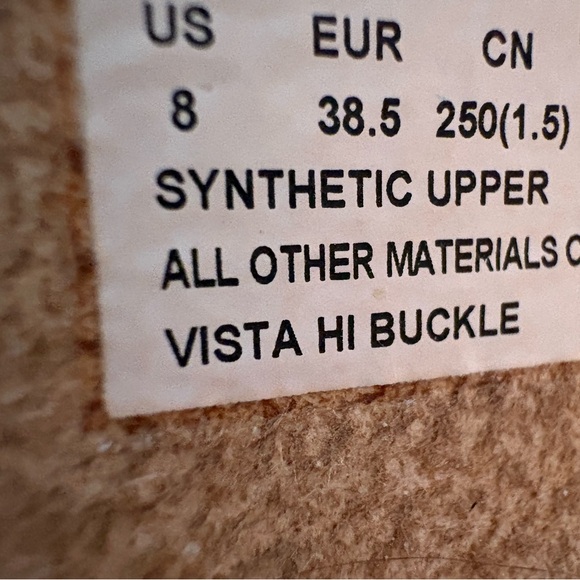 US EUR CN
8 38.5 250(1.5)
SYNTHETIC UPPER
ALL OTHER MATERIALS
VISTA HI BUCKLE